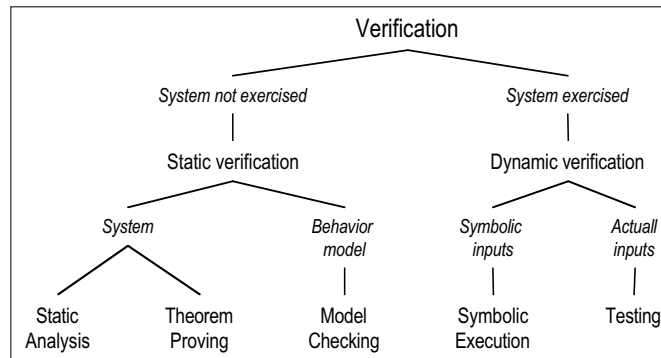 Verification
System not exercised
System exercised
Static verification
Dynamic verification
System
Behavior
model
Symbolic
inputs
Actuall
inputs
Static
Analysis
Theorem
Proving
Model
Checking
Symbolic
Execution
Testing